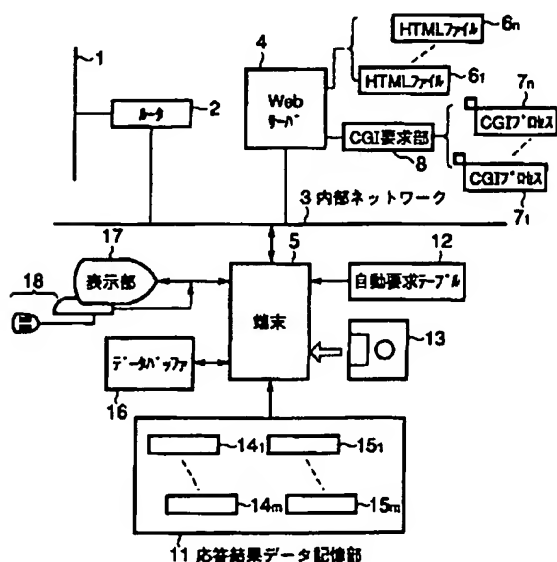 HTMLファイル 6n
4
1
ルータ 2
HTMLファイル 61
Web
サーバ
7n
CGIプロセス
CGI要求部
8
CGIプロセス
71
3 内部ネットワーク
17
5
12
18
表示部
端末
自動要求テーブル
13
データバッファ
16
141
151
14m
15m
11 応答結果データ記憶部